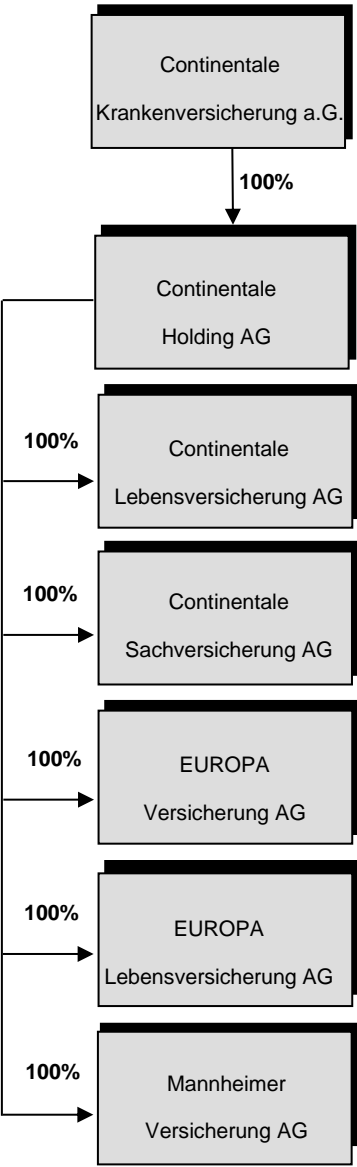 Continentale
Krankenversicherung a.G.
100%
Continentale
Holding AG
100%
Continentale
Lebensversicherung AG
100%
Continentale
Sachversicherung AG
100%
EUROPA
Versicherung AG
100%
EUROPA
Lebensversicherung AG
100%
Mannheimer
Versicherung AG